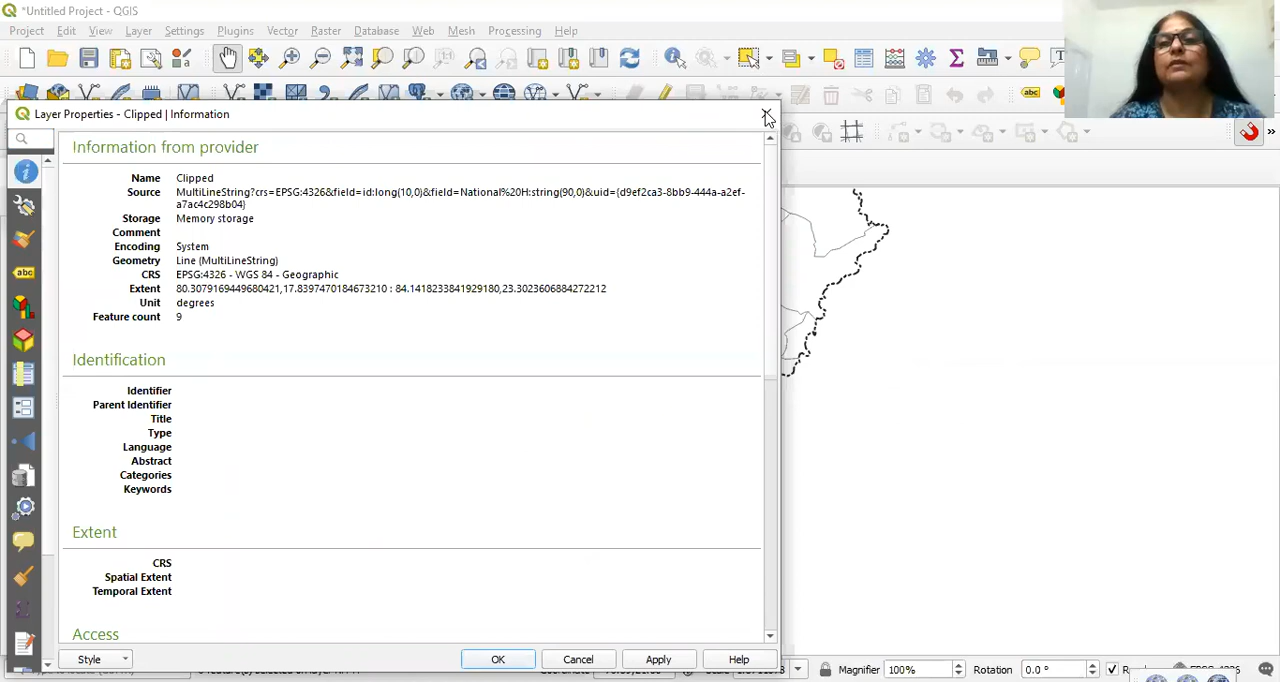 *Untitled Project - QGIS
Project Edit View Layer Settings Plugins Vector Raster Database Web Mesh Processing Help
abc
Layer Properties - Clipped | Information
Information from provider
Name Clipped
Source MultiLineString?crs=EPSG:4326&field=id:long(10,0)&field=National%20H:string(90,0)&uid={d9ef2ca3-8bb9-444a-a2ef-
a7ac4c298b04}
Storage Memory storage
Comment
Encoding System
Geometry Line (MultiLineString)
CRS EPSG:4326 - WGS 84 - Geographic
Extent 80.3079169449680421,17.8397470184673210 : 84.1418233841929180,23.3023606884272212
Unit degrees
Feature count 9
abc
Identification
Identifier
Parent Identifier
Title
Type
Language
Abstract
Categories
Keywords
Extent
CRS
Spatial Extent
Temporal Extent
Access
Style OK Cancel Apply Help
Magnifier 100% Rotation 0.0 °